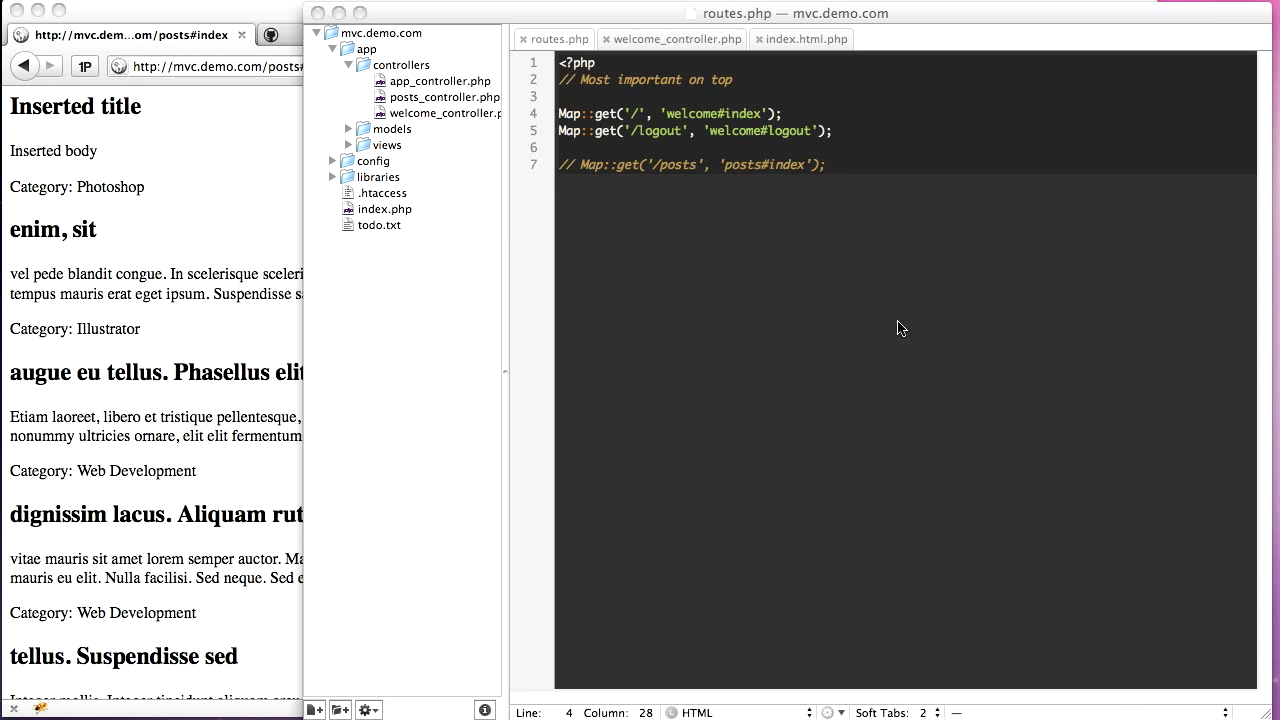 http://mvc.dem...om/posts#index
1P
http://mvc.demo.com/posts#
Inserted title
Inserted body
Category: Photoshop
enim, sit
vel pede blandit congue. In scelerisque sceleri
tempus mauris erat eget ipsum. Suspendisse s
Category: Illustrator
augue eu tellus. Phasellus elit
Etiam laoreet, libero et tristique pellentesque,
nonummy ultricies ornare, elit elit fermentum
Category: Web Development
dignissim lacus. Aliquam rut
vitae mauris sit amet lorem semper auctor. Ma
mauris eu elit. Nulla facilisi. Sed neque. Sed e
Category: Web Development
tellus. Suspendisse sed
routes.php — mvc.demo.com
mvc.demo.com
app
controllers
app_controller.php
posts_controller.php
welcome_controller.p
models
views
config
libraries
.htaccess
index.php
todo.txt
routes.php
welcome_controller.php
index.html.php
1 <?php
2 // Most important on top
3
4 Map::get('/', 'welcome#index');
5 Map::get('/logout', 'welcome#logout');
6
7 // Map::get('/posts', 'posts#index');
Line: 4 Column: 28 HTML Soft Tabs: 2 —